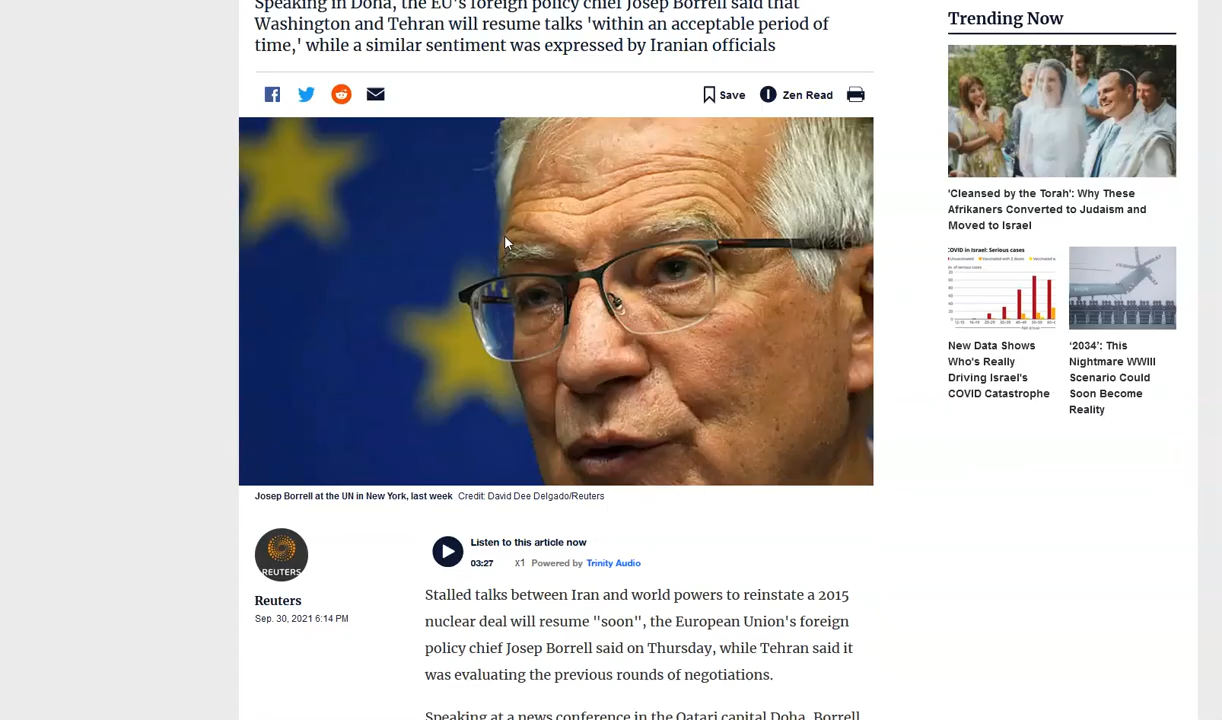 Speaking in Doha, the EU's foreign policy chief Josep Borrell said that
Washington and Tehran will resume talks 'within an acceptable period of
time,' while a similar sentiment was expressed by Iranian officials
Save
Zen Read
Josep Borrell at the UN in New York, last week Credit: David Dee Delgado/Reuters
REUTERS
Reuters
Sep. 30, 2021 6:14 PM
Listen to this article now
03:27 x1 Powered by Trinity Audio
Stalled talks between Iran and world powers to reinstate a 2015
nuclear deal will resume "soon", the European Union's foreign
policy chief Josep Borrell said on Thursday, while Tehran said it
was evaluating the previous rounds of negotiations.
Speaking at a news conference in the Qatari capital Doha, Borrell
Trending Now
'Cleansed by the Torah': Why These
Afrikaners Converted to Judaism and
Moved to Israel
COVID in Israel: Serious cases
New Data Shows
Who's Really
Driving Israel's
COVID Catastrophe
‘2034’: This
Nightmare WWIII
Scenario Could
Soon Become
Reality